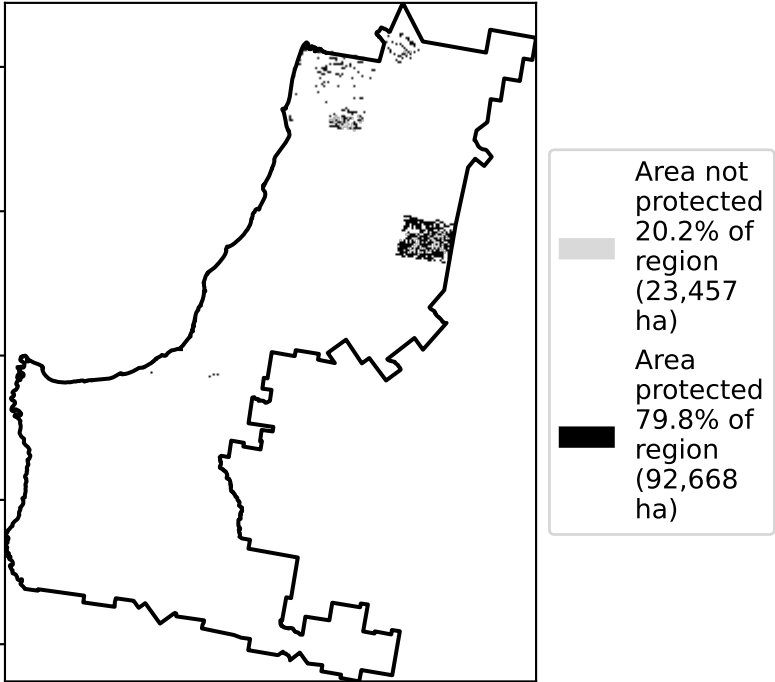 Area not
protected
20.2% of
region
(23,457
ha)
Area
protected
79.8% of
region
(92,668
ha)